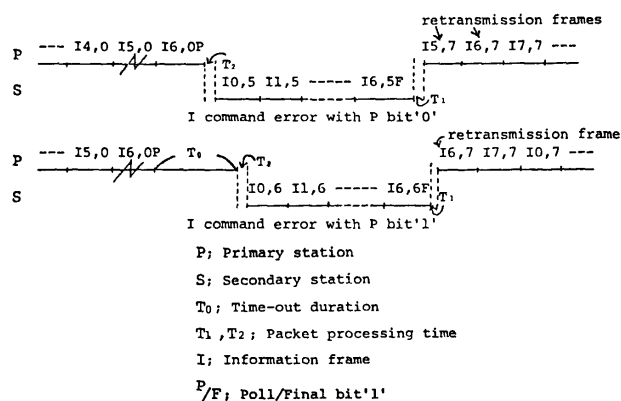 retransmission frames
P --- I4,0 I5,0 I6,0P I5,7 I6,7 I7,7 ---
T₂
S I0,5 I1,5 ----- I6,5F
T₁
I command error with P bit'0'
retransmission frame
P --- I5,0 I6,0P T₀ T₂ I6,7 I7,7 I0,7 ---
S I0,6 I1,6 ----- I6,6F
T₁
I command error with P bit'1'
P; Primary station
S; Secondary station
T₀; Time-out duration
T₁,T₂; Packet processing time
I; Information frame
P/F; Poll/Final bit'1'